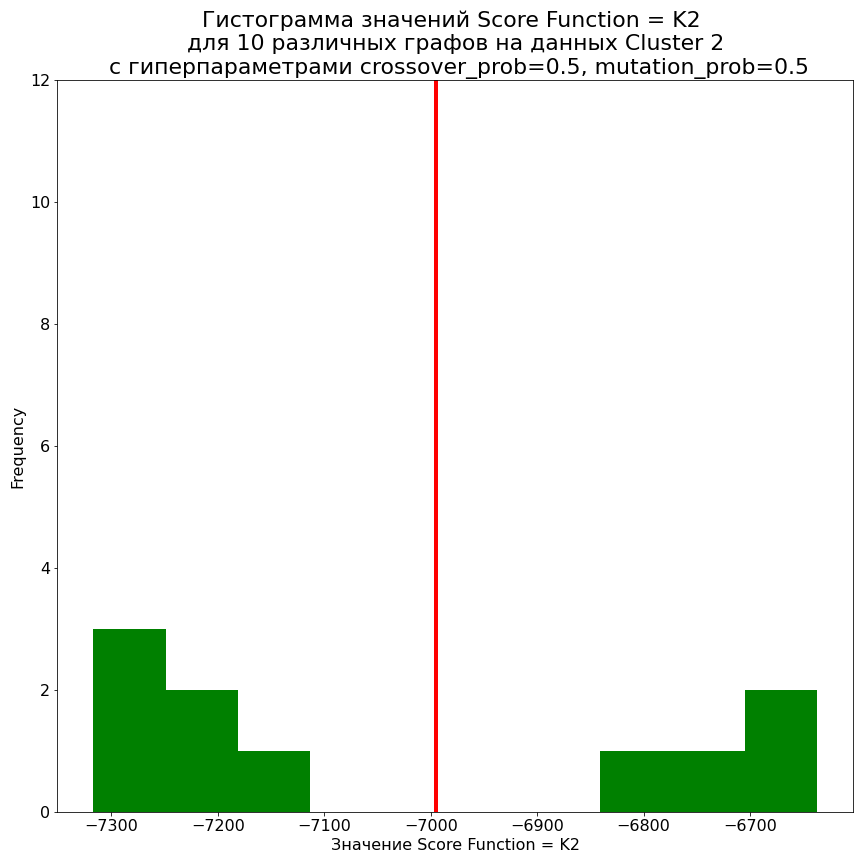 Гистограмма значений Score Function = K2
для 10 различных графов на данных Cluster 2
с гиперпараметрами crossover_prob=0.5, mutation_prob=0.5
12
10
8
6
4
2
0
Frequency
−7300 −7200 −7100 −7000 −6900 −6800 −6700
Значение Score Function = K2